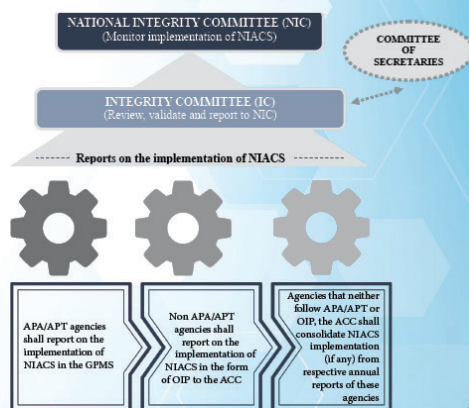 NATIONAL INTEGRITY COMMITTEE (NIC)
(Monitor implementation of NIACS)
COMMITTEE
OF
SECRETARIES
INTEGRITY COMMITTEE (IC)
(Review, validate and report to NIC)
Reports on the implementation of NIACS
APA/APT agencies
shall report on the
implementation of
NIACS in the GPMS
Non APA/APT
agencies shall
report on the
implementation of
NIACS in the form
of OIP to the ACC
Agencies that neither
follow APA/APT or
OIP, the ACC shall
consolidate NIACS
implementation
(if any) from
respective annual
reports of these
agencies